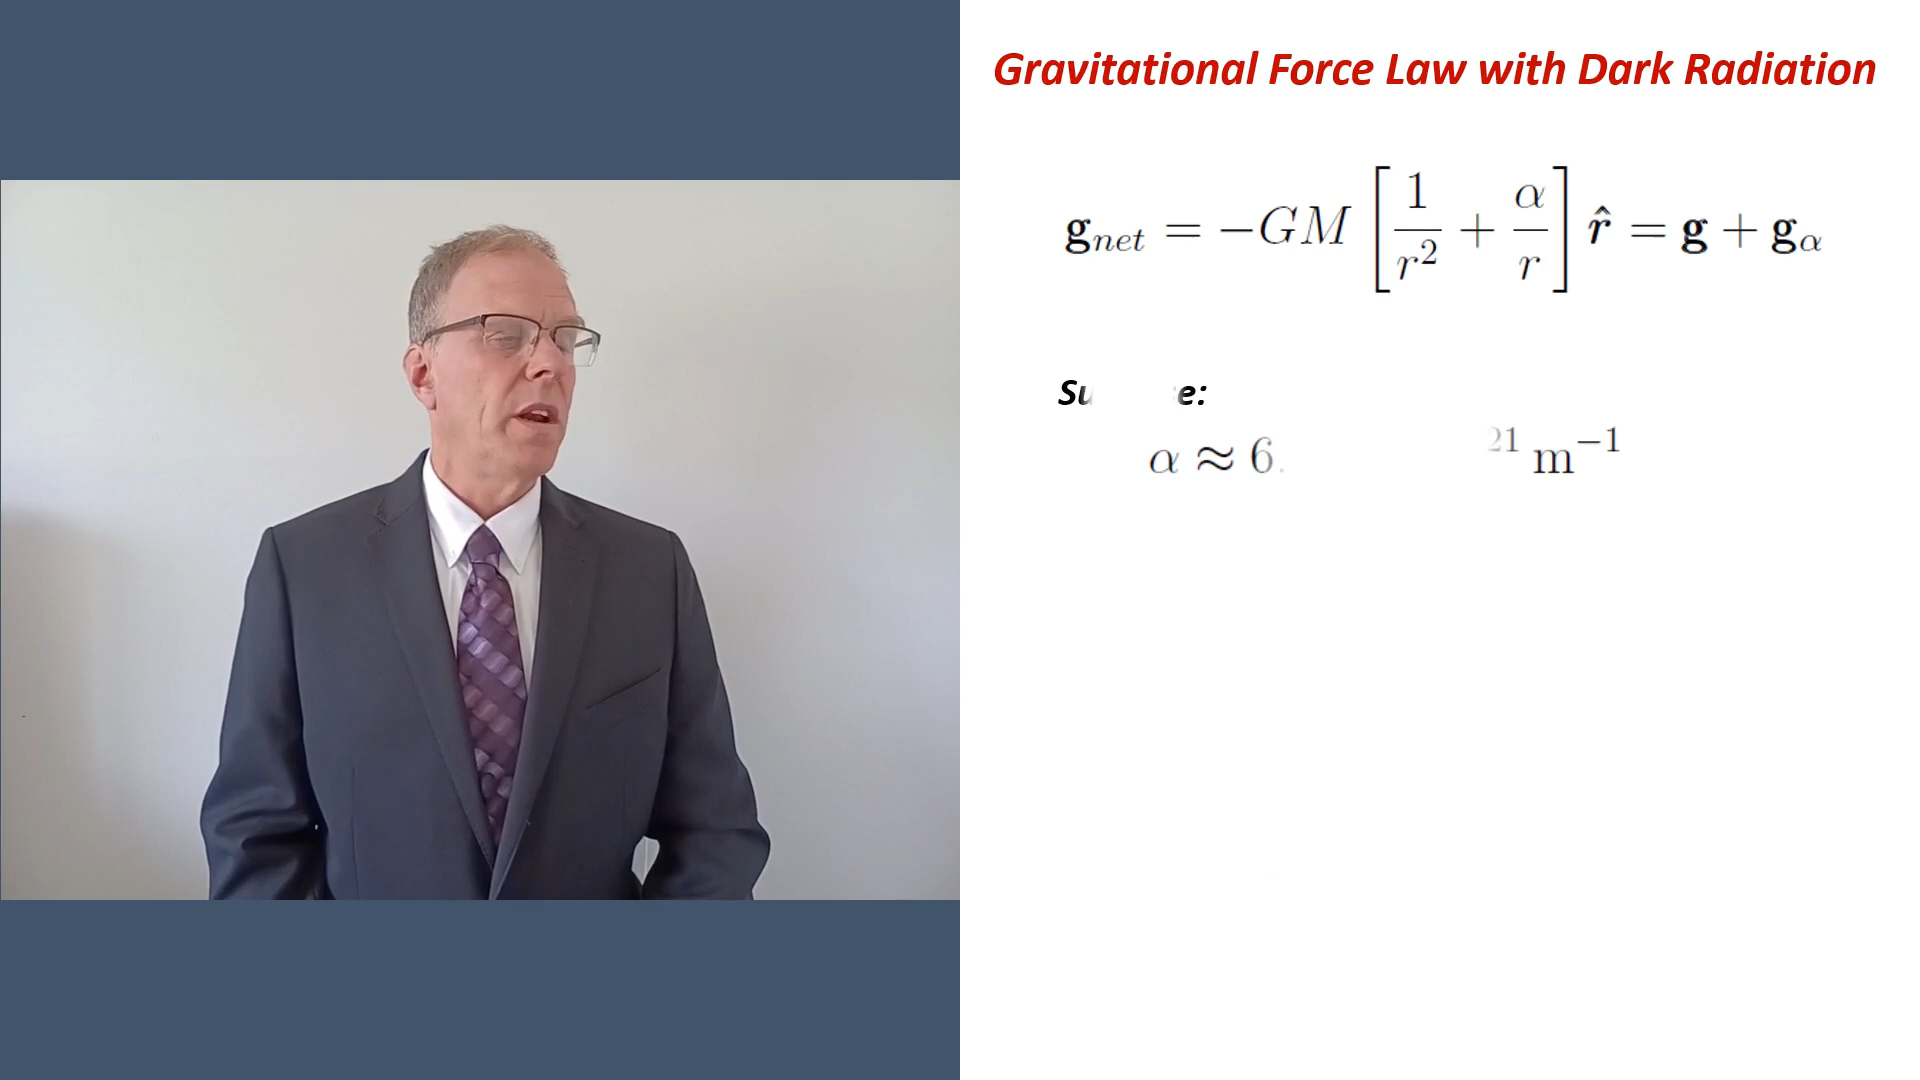 Gravitational Force Law with Dark Radiation
g_net = −GM [1/r² + α/r] r̂ = g + g_α
α ≈ 6. ²¹ m⁻¹